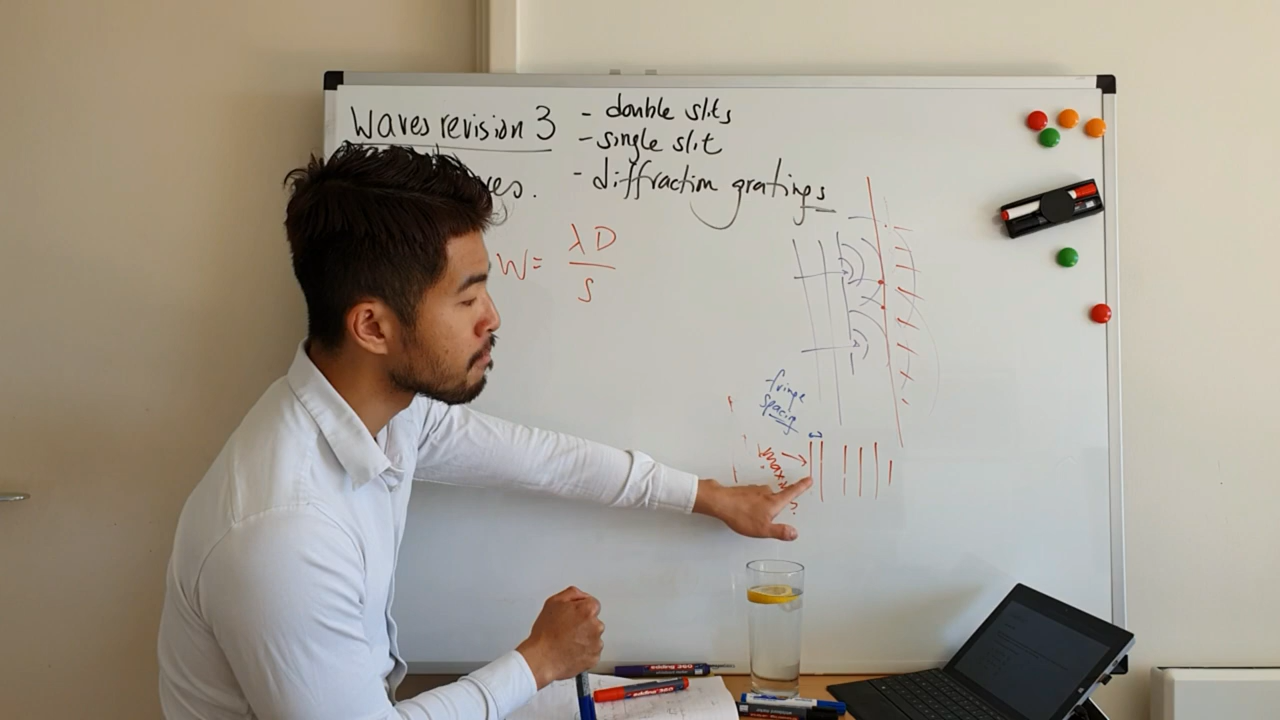 Waves revision 3
- double slits
- single slit
- diffraction gratings
W = λD
S
fringe
spacing